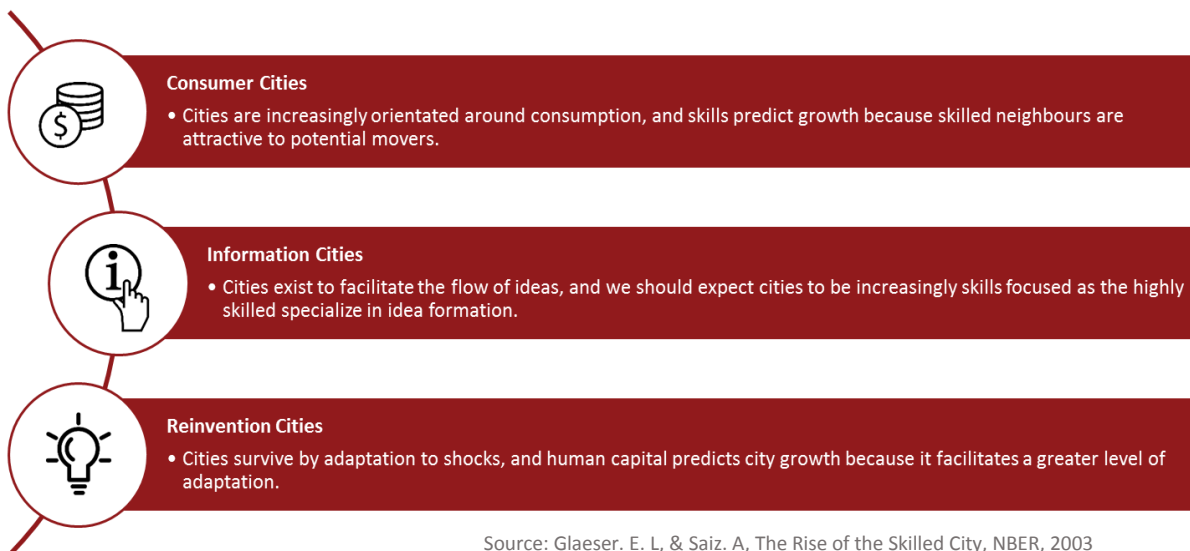 Consumer Cities
• Cities are increasingly orientated around consumption, and skills predict growth because skilled neighbours are
attractive to potential movers.
Information Cities
• Cities exist to facilitate the flow of ideas, and we should expect cities to be increasingly skills focused as the highly
skilled specialize in idea formation.
Reinvention Cities
• Cities survive by adaptation to shocks, and human capital predicts city growth because it facilitates a greater level of
adaptation.
Source: Glaeser. E. L, & Saiz. A, The Rise of the Skilled City, NBER, 2003